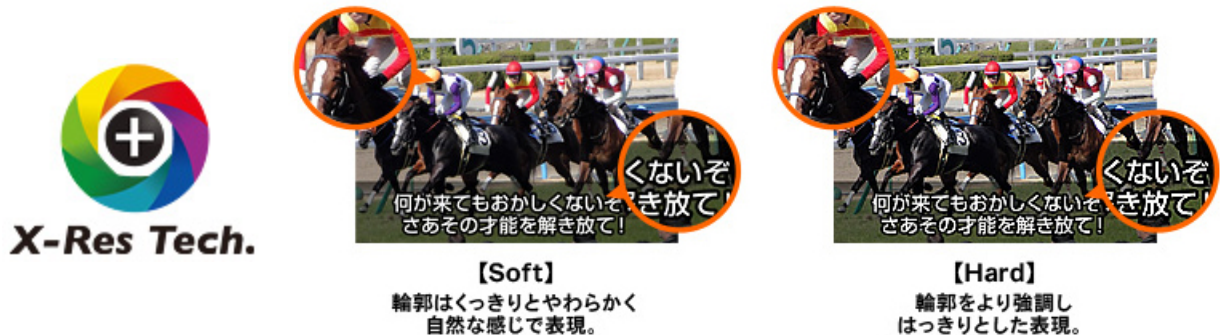 X-Res Tech.
くないぞ
き放て!
何が来てもおかしくないぞ
さあその才能を解き放て!
【Soft】
輪郭はくっきりとやわらかく
自然な感じで表現。
くないぞ
き放て!
何が来てもおかしくないぞ
さあその才能を解き放て!
【Hard】
輪郭をより強調し
はっきりとした表現。